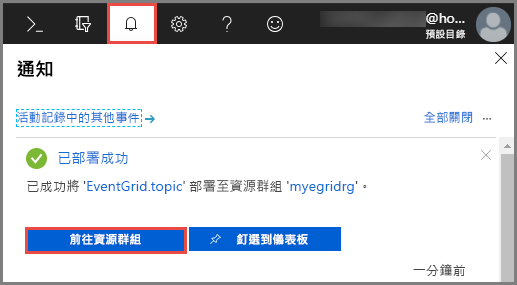 @ho...
預設目錄
通知
活動記錄中的其他事件
全部關閉 ...
已部署成功
已成功將 'EventGrid.topic' 部署至資源群組 'myegridrg'。
前往資源群組
釘選到儀表板
一分鐘前